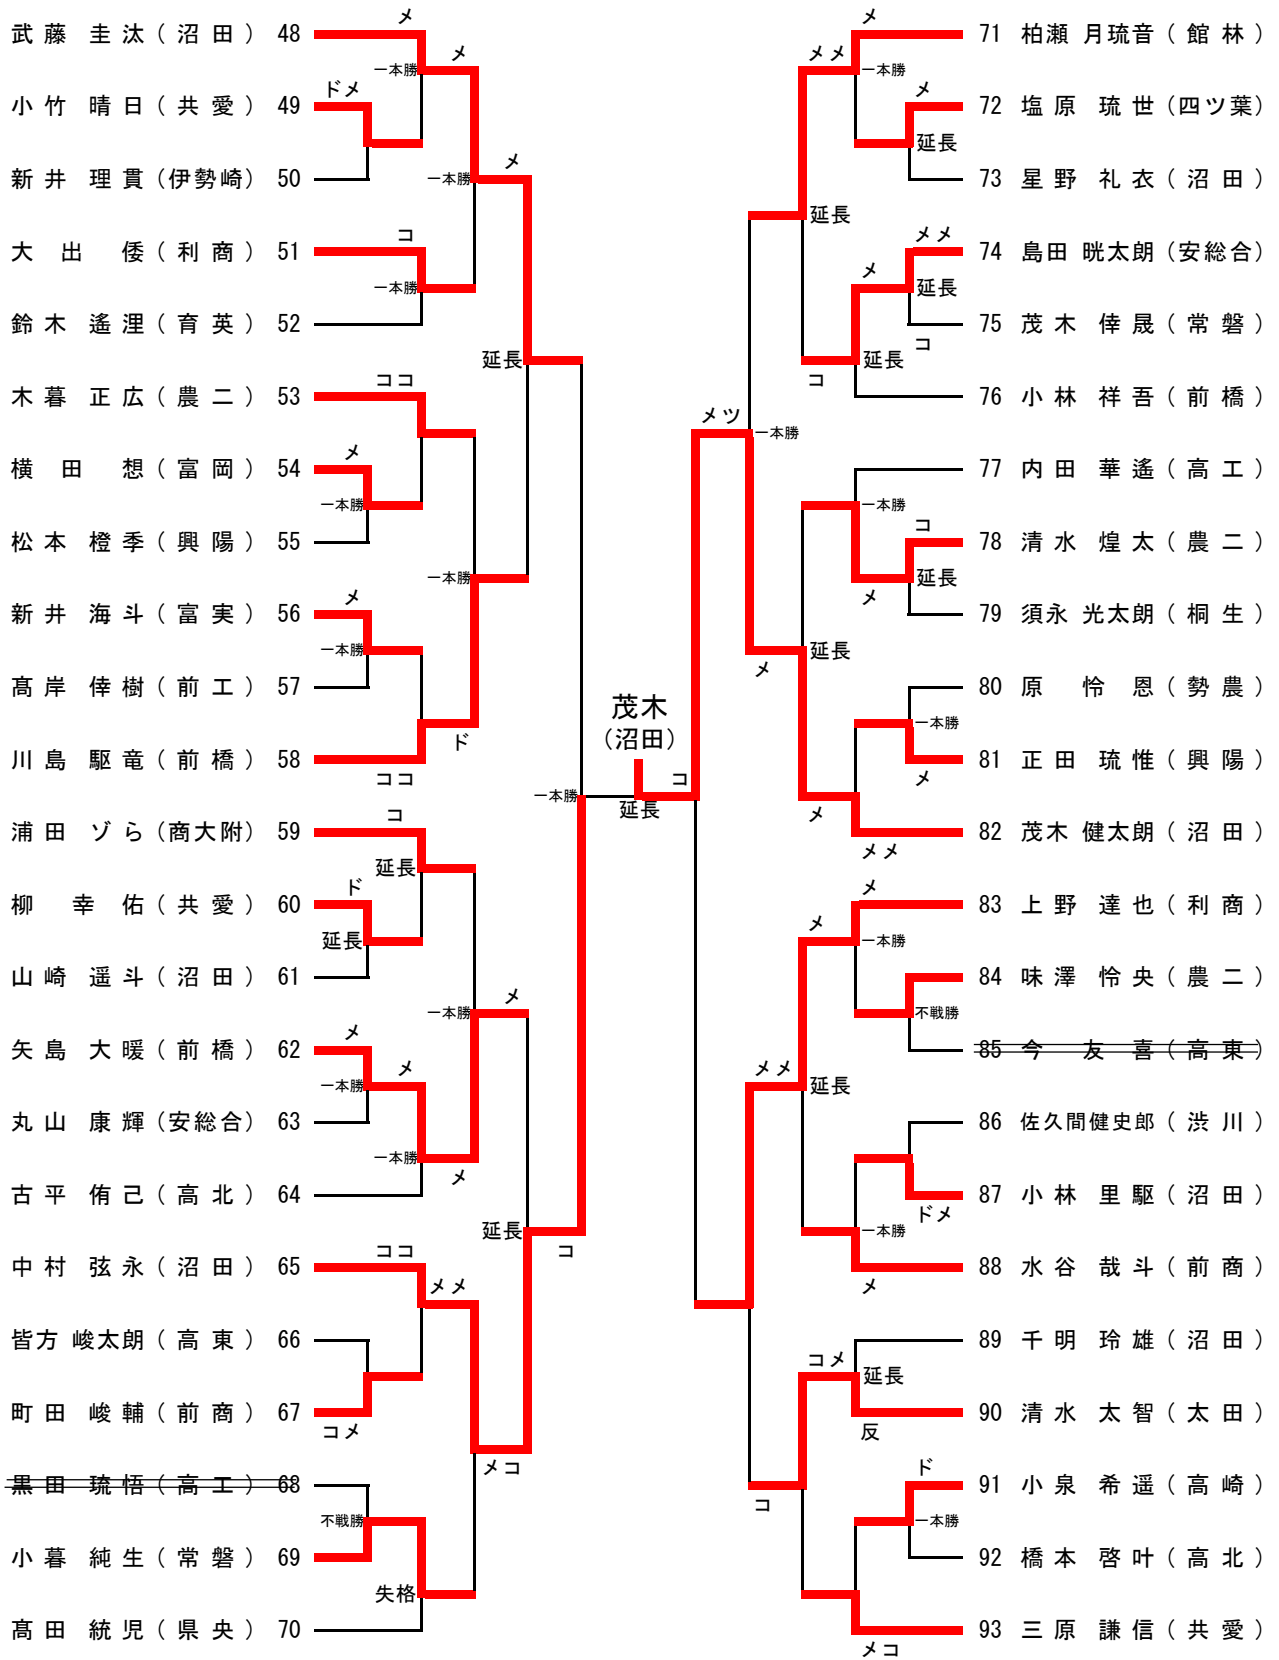 武藤 圭汰（沼田） 48
小竹 晴日（共愛） 49
新井 理貫（伊勢崎） 50
大出 倭（利商） 51
鈴木 遙浬（育英） 52
木暮 正広（農二） 53
横田 想（富岡） 54
松本 橙季（興陽） 55
新井 海斗（富実） 56
髙岸 倖樹（前工） 57
川島 駆竜（前橋） 58
浦田 ゾら（商大附） 59
柳 幸佑（共愛） 60
山崎 遥斗（沼田） 61
矢島 大暖（前橋） 62
丸山 康輝（安総合） 63
古平 侑己（高北） 64
中村 弦永（沼田） 65
皆方 峻太朗（高東） 66
町田 峻輔（前商） 67
黒田 琉悟（高工） 68
小暮 純生（常磐） 69
髙田 統児（県央） 70
メ
ドメ
コ
ココ
メ
メ
ココ
コ
ド
メ
ココ
コメ
一本勝
一本勝
一本勝
一本勝
延長
延長
一本勝
一本勝
不戦勝
失格
メ
一本勝
一本勝
ド
一本勝
メ
メ
メメ
メ
延長
メ
延長
メコ
一本勝
コ
茂木
（沼田）
延長
コ
メツ
一本勝
メ
メメ
コ
メメ
延長
コ
延長
メ
メ
延長
コメ
メ
一本勝
メ
延長
メ
延長
延長
メメ
コ
一本勝
メ
コ
延長
一本勝
メ
メメ
メ
一本勝
不戦勝
一本勝
ドメ
メ
延長
反
ド
一本勝
メコ
71 柏瀬 月琉音（館林）
72 塩原 琉世（四ツ葉）
73 星野 礼衣（沼田）
74 島田 晄太朗（安総合）
75 茂木 倖晟（常磐）
76 小林 祥吾（前橋）
77 内田 華遙（高工）
78 清水 煌太（農二）
79 須永 光太朗（桐生）
80 原 怜恩（勢農）
81 正田 琉惟（興陽）
82 茂木 健太朗（沼田）
83 上野 達也（利商）
84 味澤 怜央（農二）
85 今 友喜（高東）
86 佐久間健史郎（渋川）
87 小林 里駆（沼田）
88 水谷 哉斗（前商）
89 千明 玲雄（沼田）
90 清水 太智（太田）
91 小泉 希遥（高崎）
92 橋本 啓叶（高北）
93 三原 謙信（共愛）